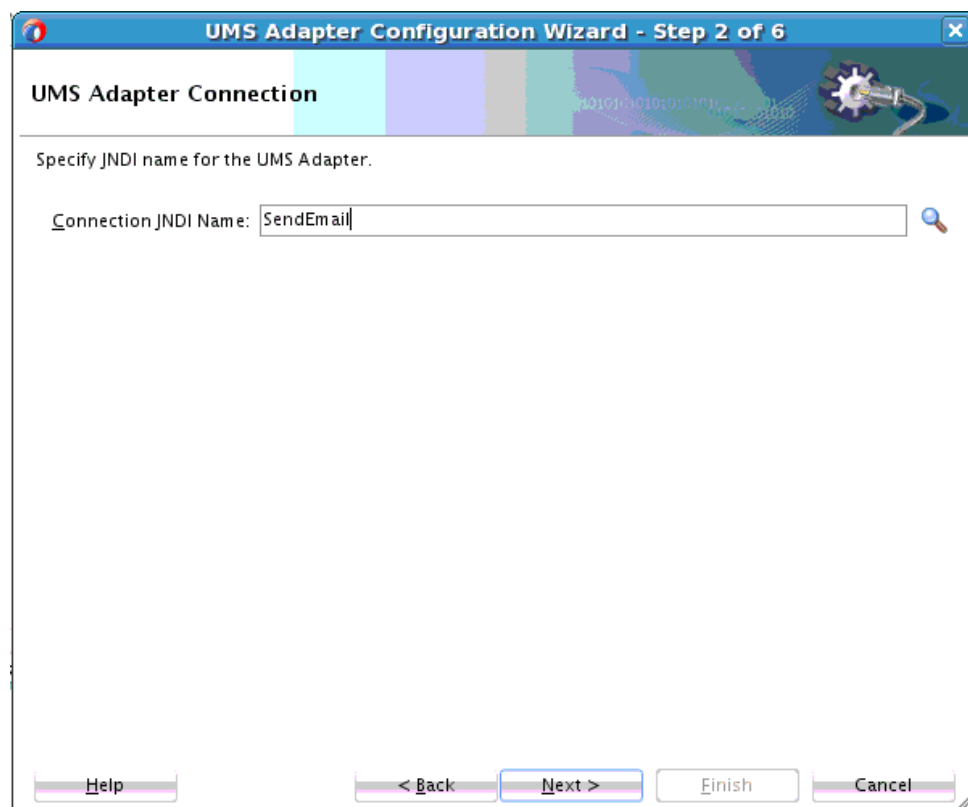 UMS Adapter Configuration Wizard - Step 2 of 6
UMS Adapter Connection
Specify JNDI name for the UMS Adapter.
Connection JNDI Name: SendEmail
Help < Back Next > Finish Cancel